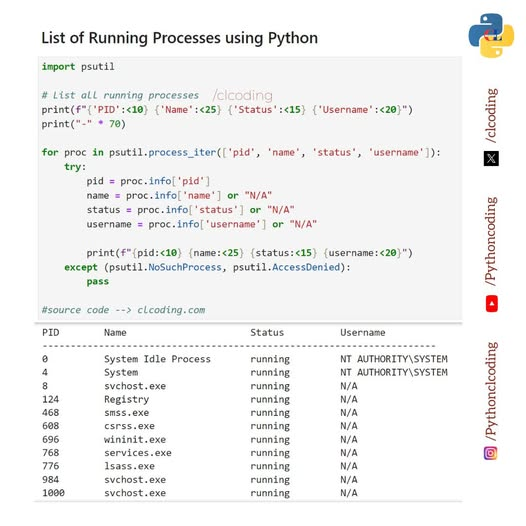 List of Running Processes using Python
import psutil
# list all running processes /clcoding
print(f"{'PID':<10} {'Name':<25} {'Status':<15} {'Username':<20}")
print("-" * 70)
for proc in psutil.process_iter(['pid', 'name', 'status', 'username']):
    try:
        pid = proc.info['pid']
        name = proc.info['name'] or "N/A"
        status = proc.info['status'] or "N/A"
        username = proc.info['username'] or "N/A"
        print(f"{pid:<10} {name:<25} {status:<15} {username:<20}")
    except (psutil.NoSuchProcess, psutil.AccessDenied):
        pass
#source code --> clcoding.com
PID Name Status Username
----------------------------------------------------------------------
0 System Idle Process running NT AUTHORITY\SYSTEM
4 System running NT AUTHORITY\SYSTEM
8 svchost.exe running N/A
124 Registry running N/A
468 smss.exe running N/A
608 csrss.exe running N/A
696 wininit.exe running N/A
768 services.exe running N/A
776 lsass.exe running N/A
984 svchost.exe running N/A
1000 svchost.exe running N/A
/clcoding
/Pythoncoding
/Pythonclcoding